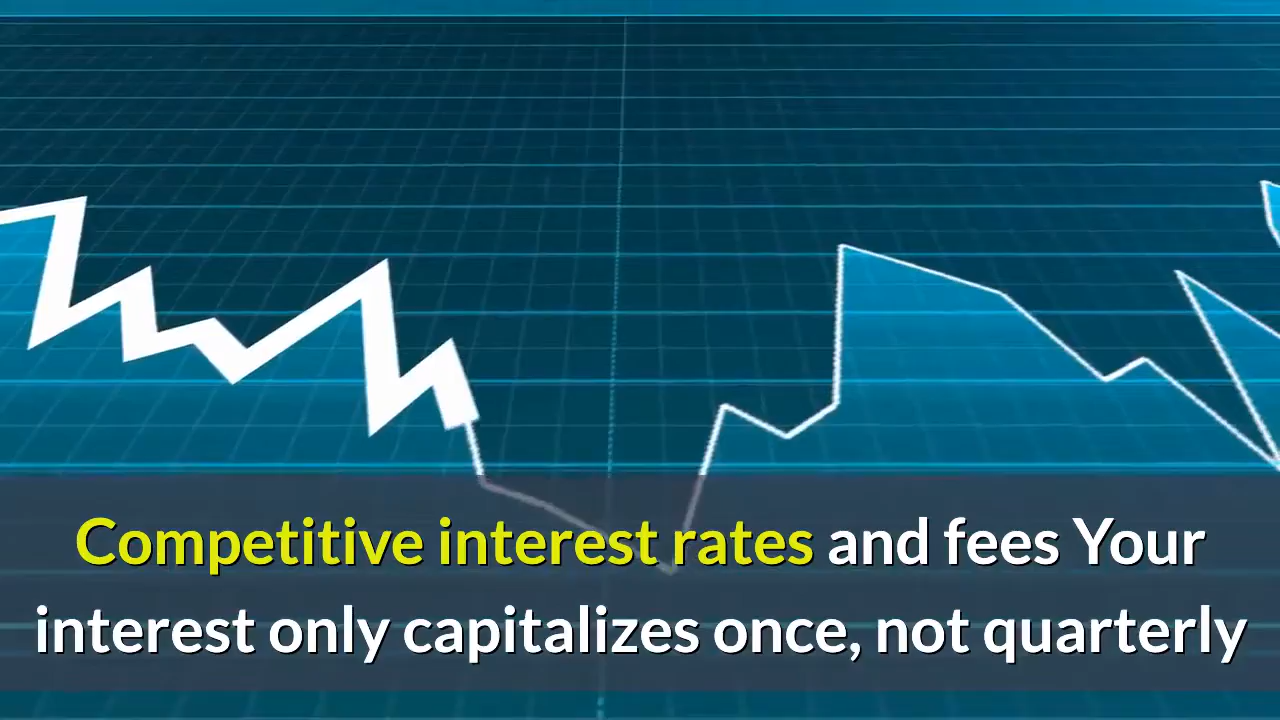 Competitive interest rates and fees Your
interest only capitalizes once, not quarterly